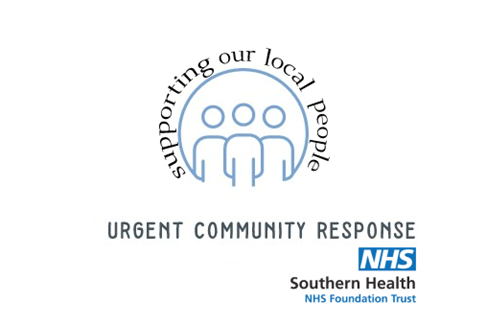 supporting our local people
URGENT COMMUNITY RESPONSE
NHS
Southern Health
NHS Foundation Trust